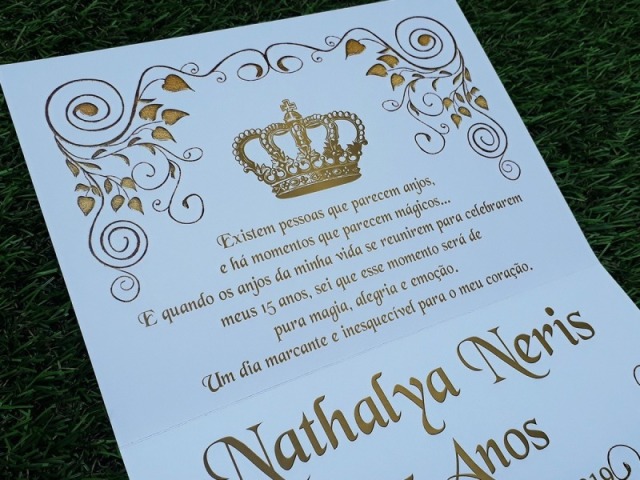 Existem pessoas que parecem anjos,
e há momentos que parecem mágicos...
E quando os anjos da minha vida se reunirem para celebrarem
meus 15 anos, sei que esse momento será de
pura magia, alegria e emoção.
Um dia marcante e inesquecível para o meu coração.
Nathalya Neris
Anos